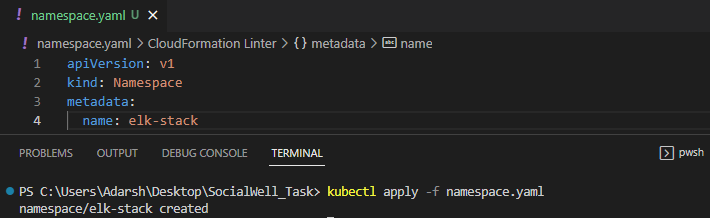 ! namespace.yaml U ×
! namespace.yaml > CloudFormation Linter > {} metadata > abc name
1 apiVersion: v1
2 kind: Namespace
3 metadata:
4 name: elk-stack
PROBLEMS OUTPUT DEBUG CONSOLE TERMINAL pwsh
PS C:\Users\Adarsh\Desktop\SocialWell_Task> kubectl apply -f namespace.yaml
namespace/elk-stack created